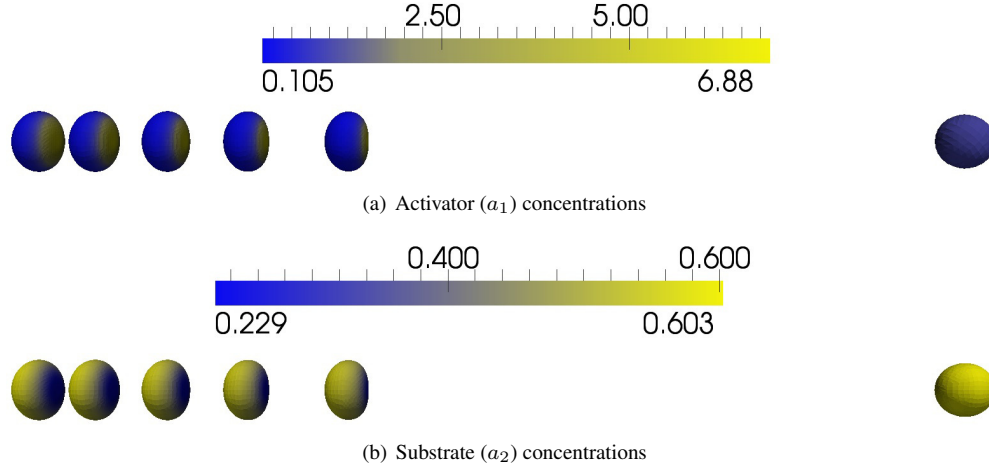 2.50 5.00
0.105 6.88
(a) Activator (a1) concentrations
0.400 0.600
0.229 0.603
(b) Substrate (a2) concentrations